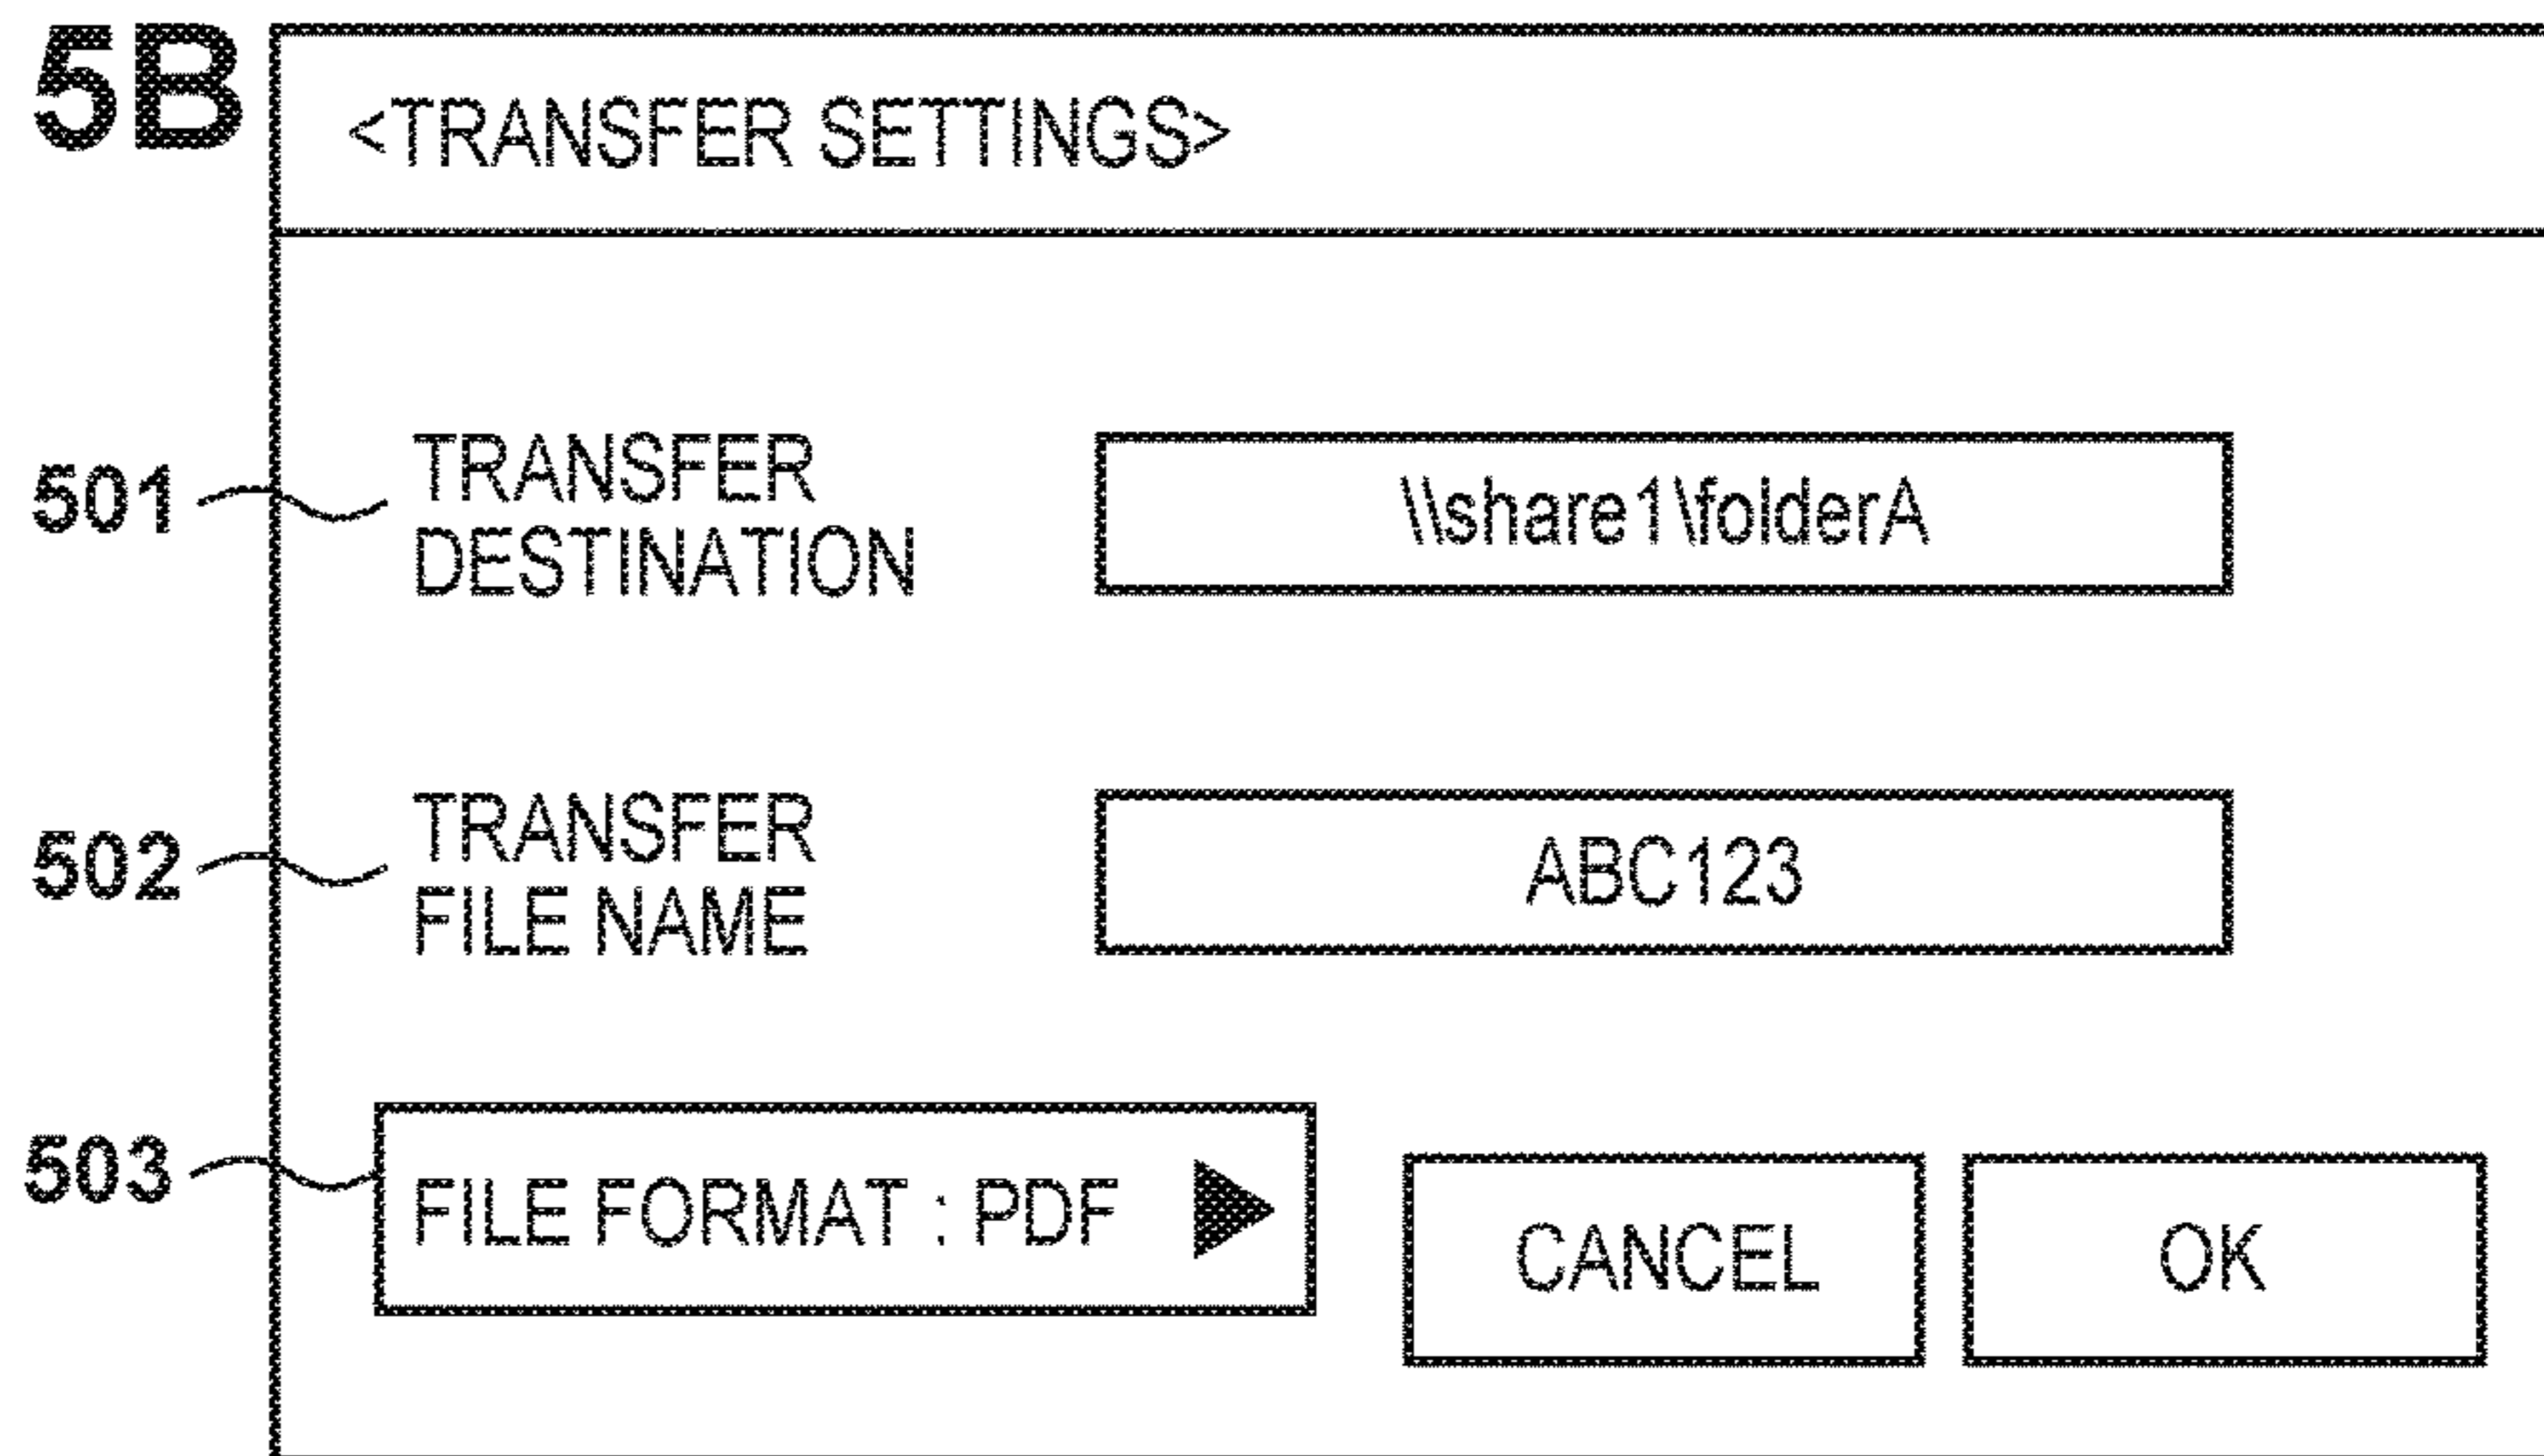 5B
<TRANSFER SETTINGS>
501
TRANSFER
DESTINATION
\\share1\folderA
502
TRANSFER
FILE NAME
ABC123
503
FILE FORMAT : PDF
CANCEL
OK